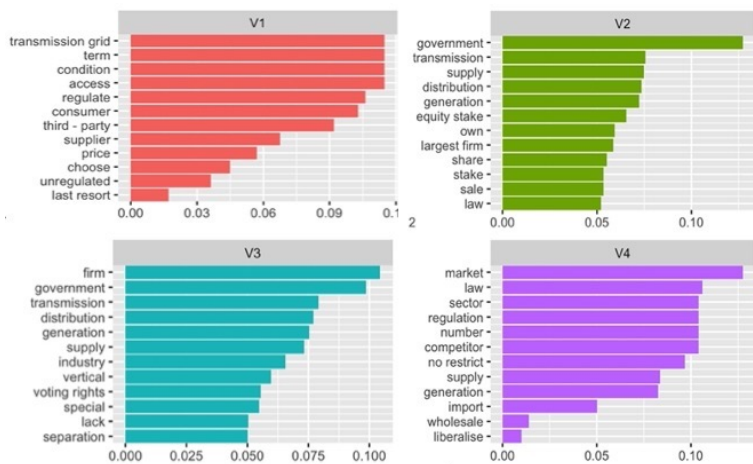 V1
transmission grid
term
condition
access
regulate
consumer
third - party
supplier
price
choose
unregulated
last resort
0.00 0.03 0.06 0.09 0.1
V2
government
transmission
supply
distribution
generation
equity stake
own
largest firm
share
stake
sale
law
2 0.00 0.05 0.10
V3
firm
government
transmission
distribution
generation
supply
industry
vertical
voting rights
special
lack
separation
0.000 0.025 0.050 0.075 0.100
V4
market
law
sector
regulation
number
competitor
no restrict
supply
generation
import
wholesale
liberalise
0.00 0.05 0.10